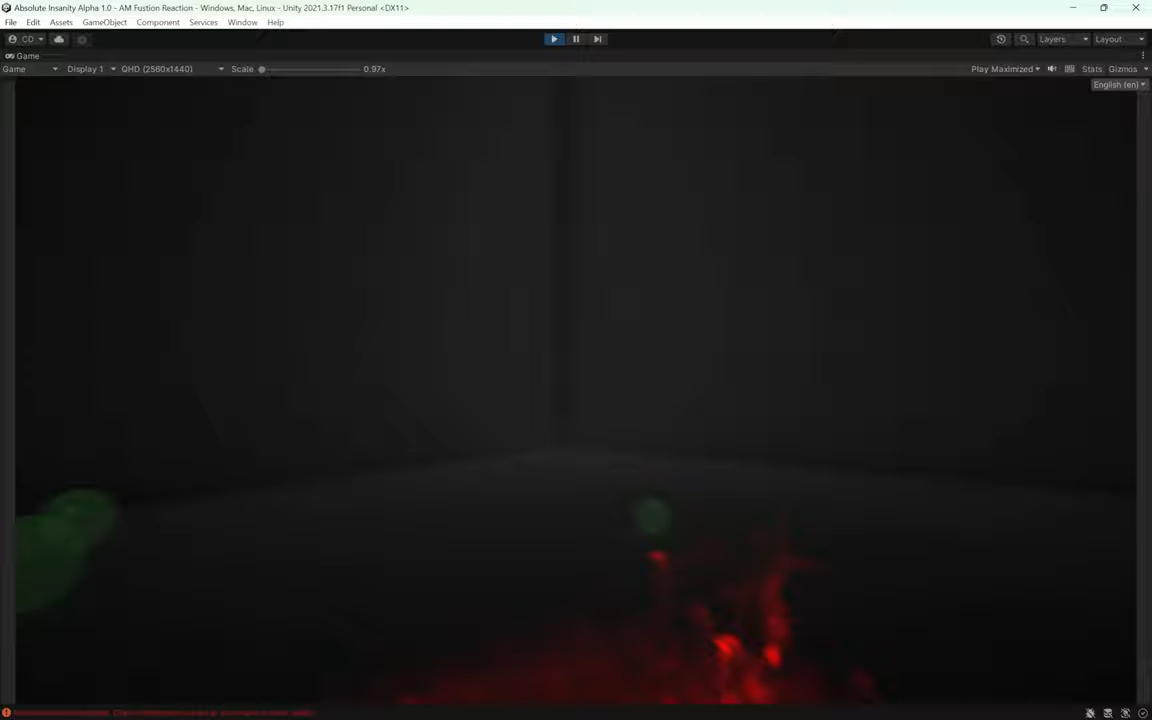 Absolute Insanity Alpha 1.0 - AM Fustion Reaction - Windows, Mac, Linux - Unity 2021.3.17f1 Personal <DX11>
File Edit Assets GameObject Component Services Window Help
CD Layers Layout
Game
Game Display 1 QHD (2560x1440) Scale 0.97x Play Maximized Stats Gizmos
English (en)